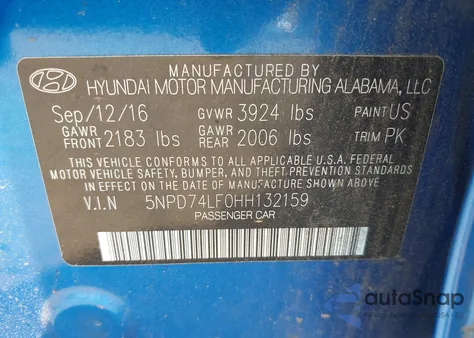 MANUFACTURED BY
HYUNDAI MOTOR MANUFACTURING ALABAMA, LLC
Sep/12/16 GVWR 3924 lbs PAINT US
GAWR FRONT 2183 lbs GAWR REAR 2006 lbs TRIM PK
THIS VEHICLE CONFORMS TO ALL APPLICABLE U.S.A. FEDERAL
MOTOR VEHICLE SAFETY, BUMPER, AND THEFT PREVENTION STANDARDS
IN EFFECT ON THE DATE OF MANUFACTURE SHOWN ABOVE.
V.I.N 5NPD74LF0HH132159
PASSENGER CAR
autoSnap